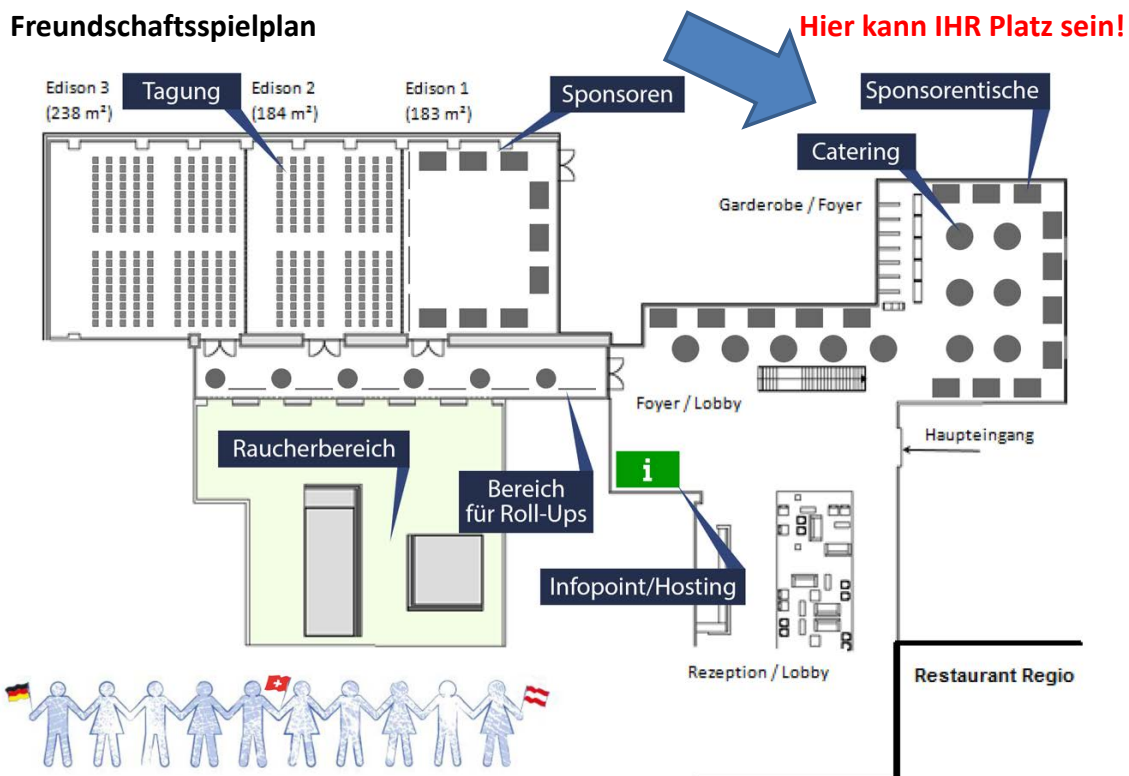 Freundschaftsspielplan
Hier kann IHR Platz sein!
Edison 3
(238 m²)
Tagung
Edison 2
(184 m²)
Edison 1
(183 m²)
Sponsoren
Sponsorentische
Catering
Garderobe / Foyer
Foyer / Lobby
Haupteingang
Raucherbereich
i
Bereich
für Roll-Ups
Infopoint/Hosting
Rezeption / Lobby
Restaurant Regio